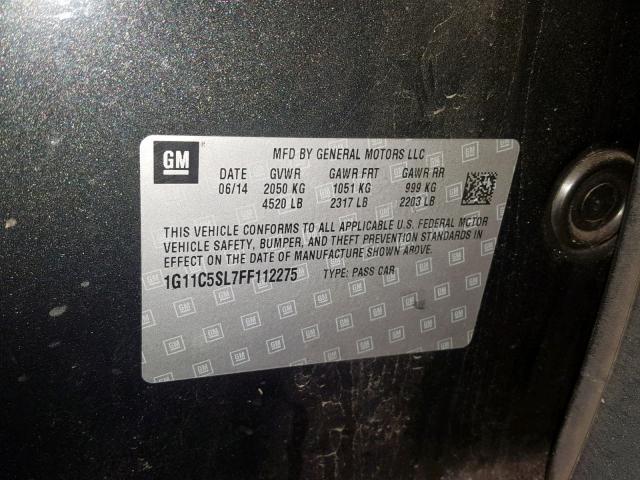 GM
MFD BY GENERAL MOTORS LLC
DATE GVWR GAWR FRT GAWR RR
06/14 2050 KG 1051 KG 999 KG
4520 LB 2317 LB 2203 LB
THIS VEHICLE CONFORMS TO ALL APPLICABLE U.S. FEDERAL MOTOR
VEHICLE SAFETY, BUMPER, AND THEFT PREVENTION STANDARDS IN
EFFECT ON THE DATE OF MANUFACTURE SHOWN ABOVE.
1G11C5SL7FF112275 TYPE: PASS CAR